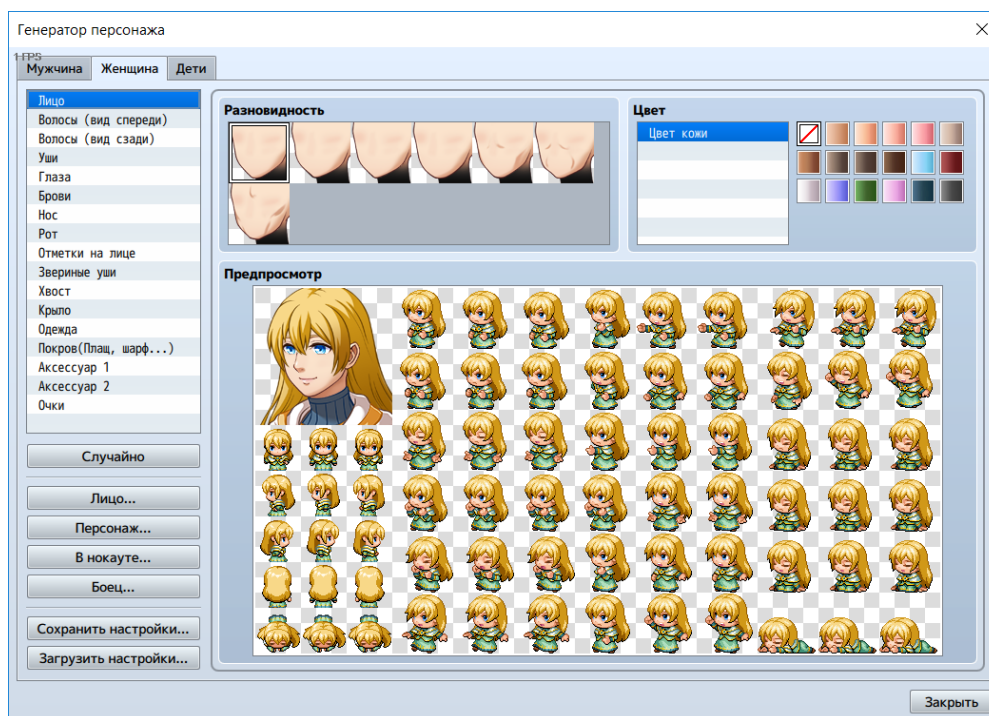 Генератор персонажа
1 FPS
Мужчина Женщина Дети
Лицо
Волосы (вид спереди)
Волосы (вид сзади)
Уши
Глаза
Брови
Нос
Рот
Отметки на лице
Звериные уши
Хвост
Крыло
Одежда
Покров(Плащ, шарф...)
Аксессуар 1
Аксессуар 2
Очки
Случайно
Лицо...
Персонаж...
В нокауте...
Боец...
Сохранить настройки...
Загрузить настройки...
Разновидность
Цвет
Цвет кожи
Предпросмотр
Закрыть